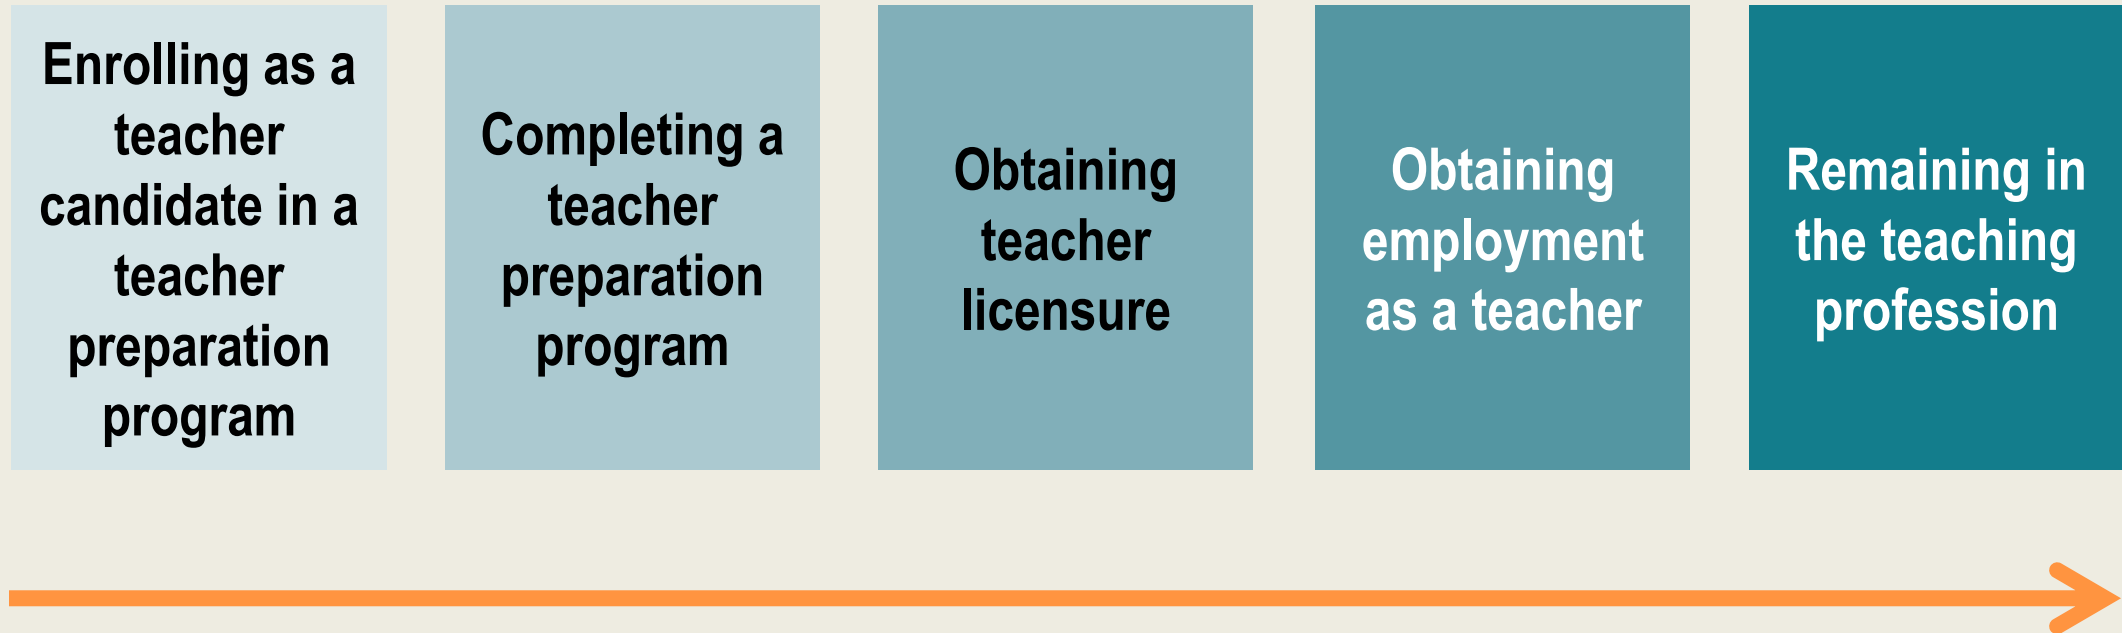 Enrolling as a
teacher
candidate in a
teacher
preparation
program
Completing a
teacher
preparation
program
Obtaining
teacher
licensure
Obtaining
employment
as a teacher
Remaining in
the teaching
profession